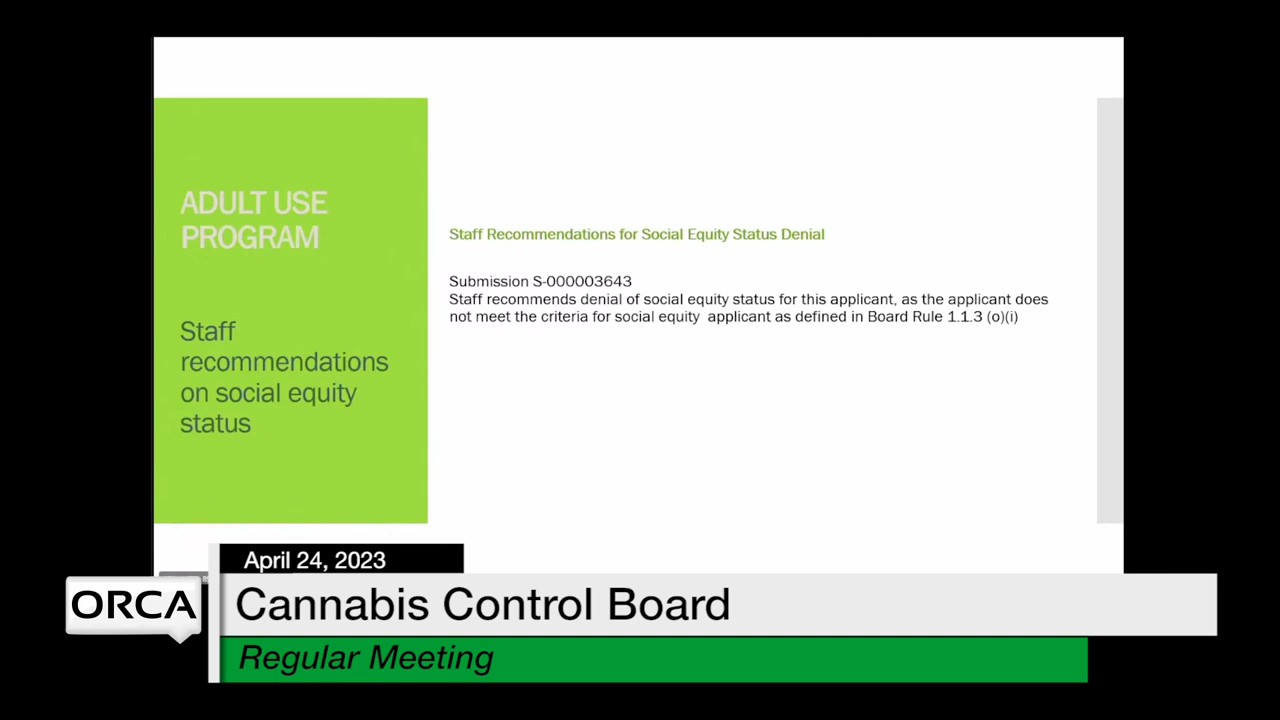 ADULT USE
PROGRAM
Staff
recommendations
on social equity
status
Staff Recommendations for Social Equity Status Denial
Submission S-000003643
Staff recommends denial of social equity status for this applicant, as the applicant does
not meet the criteria for social equity applicant as defined in Board Rule 1.1.3 (o)(i)
April 24, 2023
ORCA
Cannabis Control Board
Regular Meeting